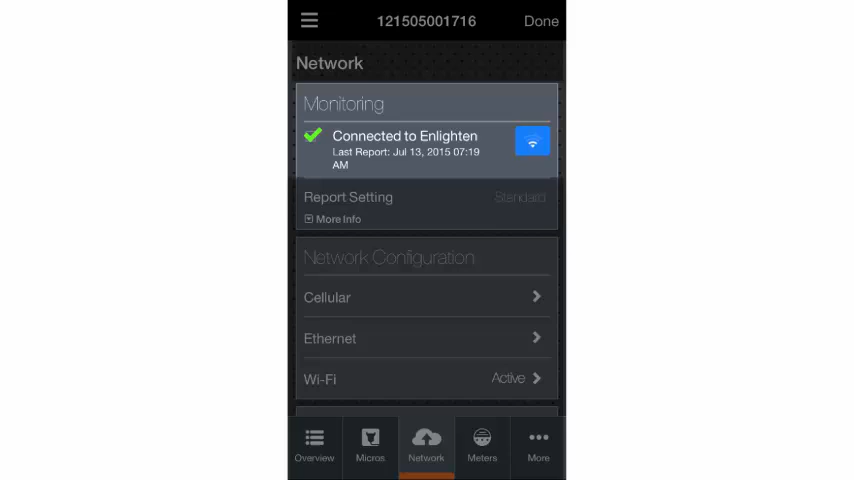 121505001716 Done
Network
Monitoring
Connected to Enlighten
Last Report: Jul 13, 2015 07:19
AM
Report Setting Standard
More Info
Network Configuration
Cellular
Ethernet
Wi-Fi Active
Overview Micros Network Meters More